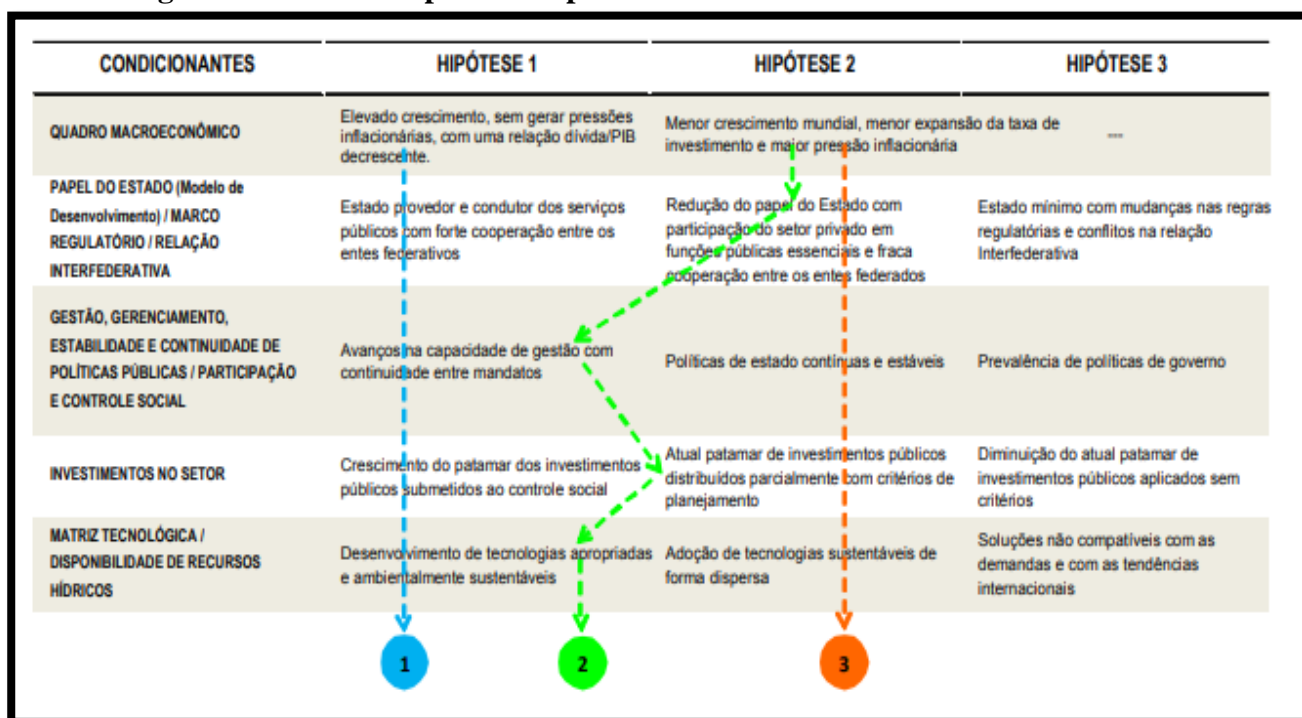 CONDICIONANTES
HIPÓTESE 1
HIPÓTESE 2
HIPÓTESE 3
QUADRO MACROECONÔMICO
Elevado crescimento, sem gerar pressões
inflacionárias, com uma relação dívida/PIB
decrescente.
Menor crescimento mundial, menor expansão da taxa de
investimento e maior pressão inflacionária
---
PAPEL DO ESTADO (Modelo de
Desenvolvimento) / MARCO
REGULATÓRIO / RELAÇÃO
INTERFEDERATIVA
Estado provedor e condutor dos serviços
públicos com forte cooperação entre os
entes federativos
Redução do papel do Estado com
participação do setor privado em
funções públicas essenciais e fraca
cooperação entre os entes federados
Estado mínimo com mudanças nas regras
regulatórias e conflitos na relação
Interfederativa
GESTÃO, GERENCIAMENTO,
ESTABILIDADE E CONTINUIDADE DE
POLÍTICAS PÚBLICAS / PARTICIPAÇÃO
E CONTROLE SOCIAL
Avanços na capacidade de gestão com
continuidade entre mandatos
Políticas de estado contínuas e estáveis
Prevalência de políticas de governo
INVESTIMENTOS NO SETOR
Crescimento do patamar dos investimentos
públicos submetidos ao controle social
Atual patamar de investimentos públicos
distribuídos parcialmente com critérios de
planejamento
Diminuição do atual patamar de
investimentos públicos aplicados sem
critérios
MATRIZ TECNOLÓGICA /
DISPONIBILIDADE DE RECURSOS
HÍDRICOS
Desenvolvimento de tecnologias apropriadas
e ambientalmente sustentáveis
Adoção de tecnologias sustentáveis de
forma dispersa
Soluções não compatíveis com as
demandas e com as tendências
internacionais
1
2
3